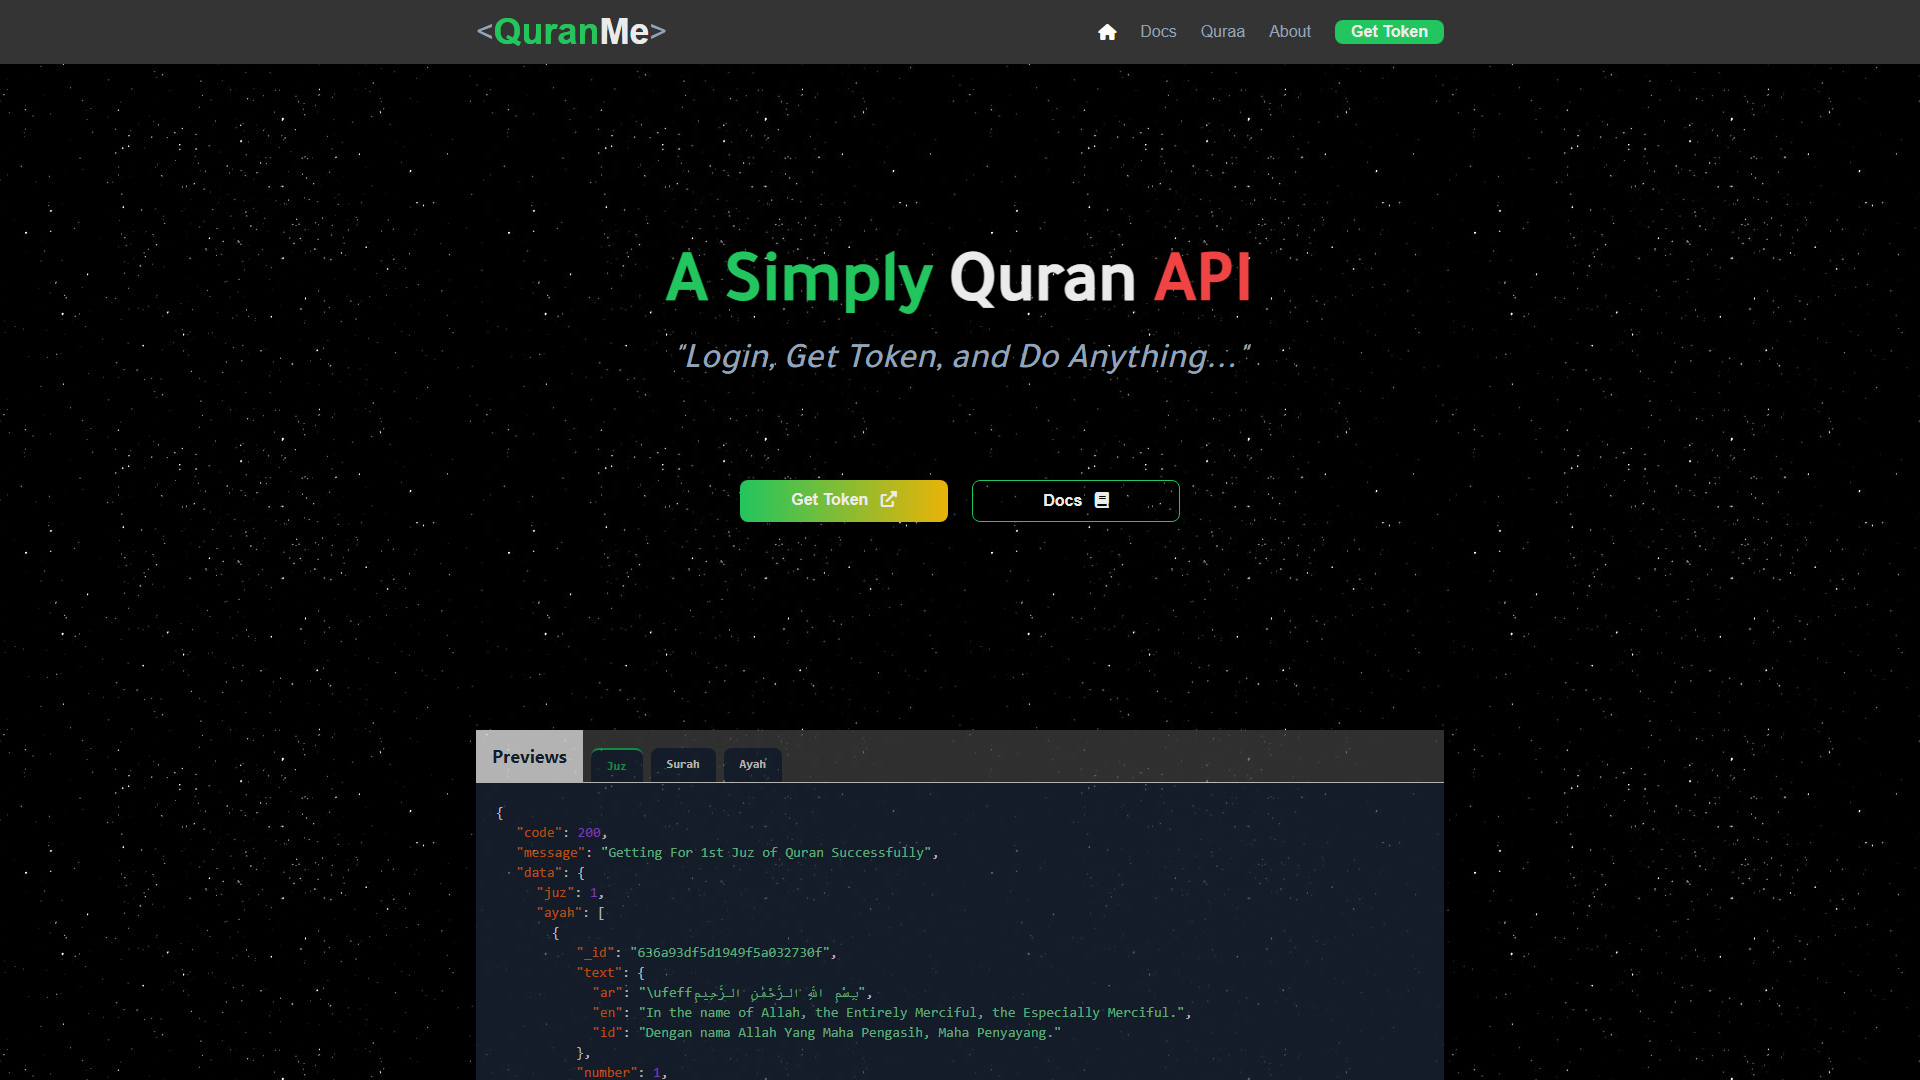 <QuranMe>
Docs
Quraa
About
Get Token
A Simply Quran API
"Login, Get Token, and Do Anything..."
Get Token
Docs
Previews
Juz
Surah
Ayah
{
"code": 200,
"message": "Getting For 1st Juz of Quran Successfully",
"data": {
"juz": 1,
"ayah": [
{
"_id": "636a93df5d1949f5a032730f",
"text": {
"ar": "\ufeffبِسْمِ اللَّهِ الرَّحْمَٰنِ الرَّحِيمِ",
"en": "In the name of Allah, the Entirely Merciful, the Especially Merciful.",
"id": "Dengan nama Allah Yang Maha Pengasih, Maha Penyayang."
},
"number": 1,